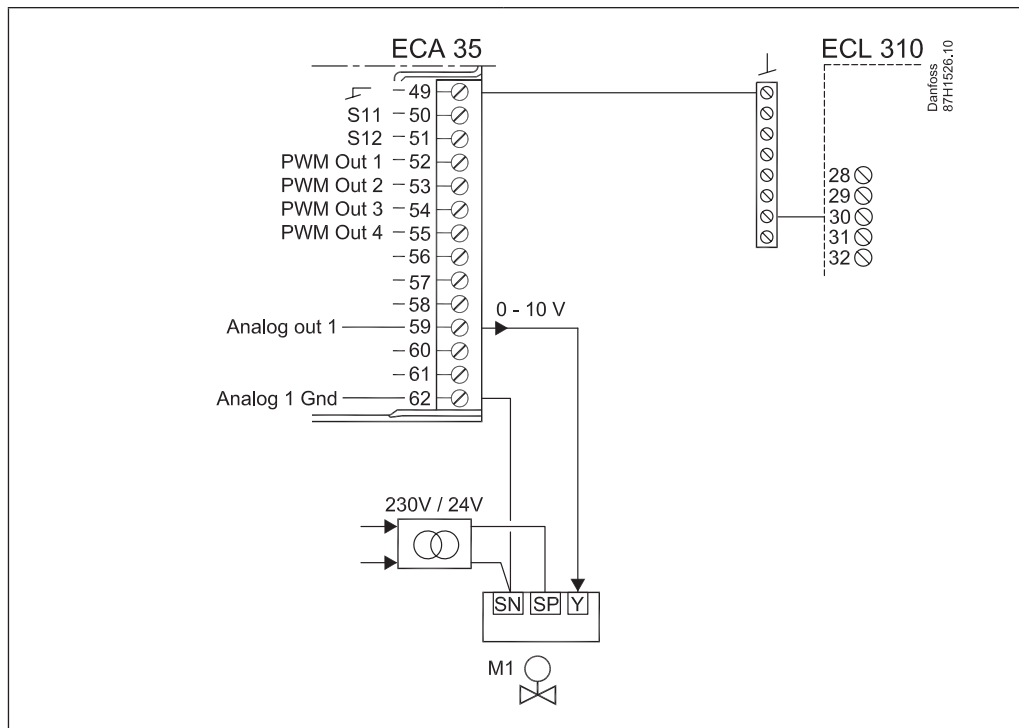 ECA 35
ECL 310
Danfoss
87H1526.10
49
S11 50
S12 51
PWM Out 1 52
PWM Out 2 53
PWM Out 3 54
PWM Out 4 55
56
57
58
Analog out 1 59
60
61
Analog 1 Gnd 62
0 - 10 V
28
29
30
31
32
230V / 24V
SN SP Y
M1